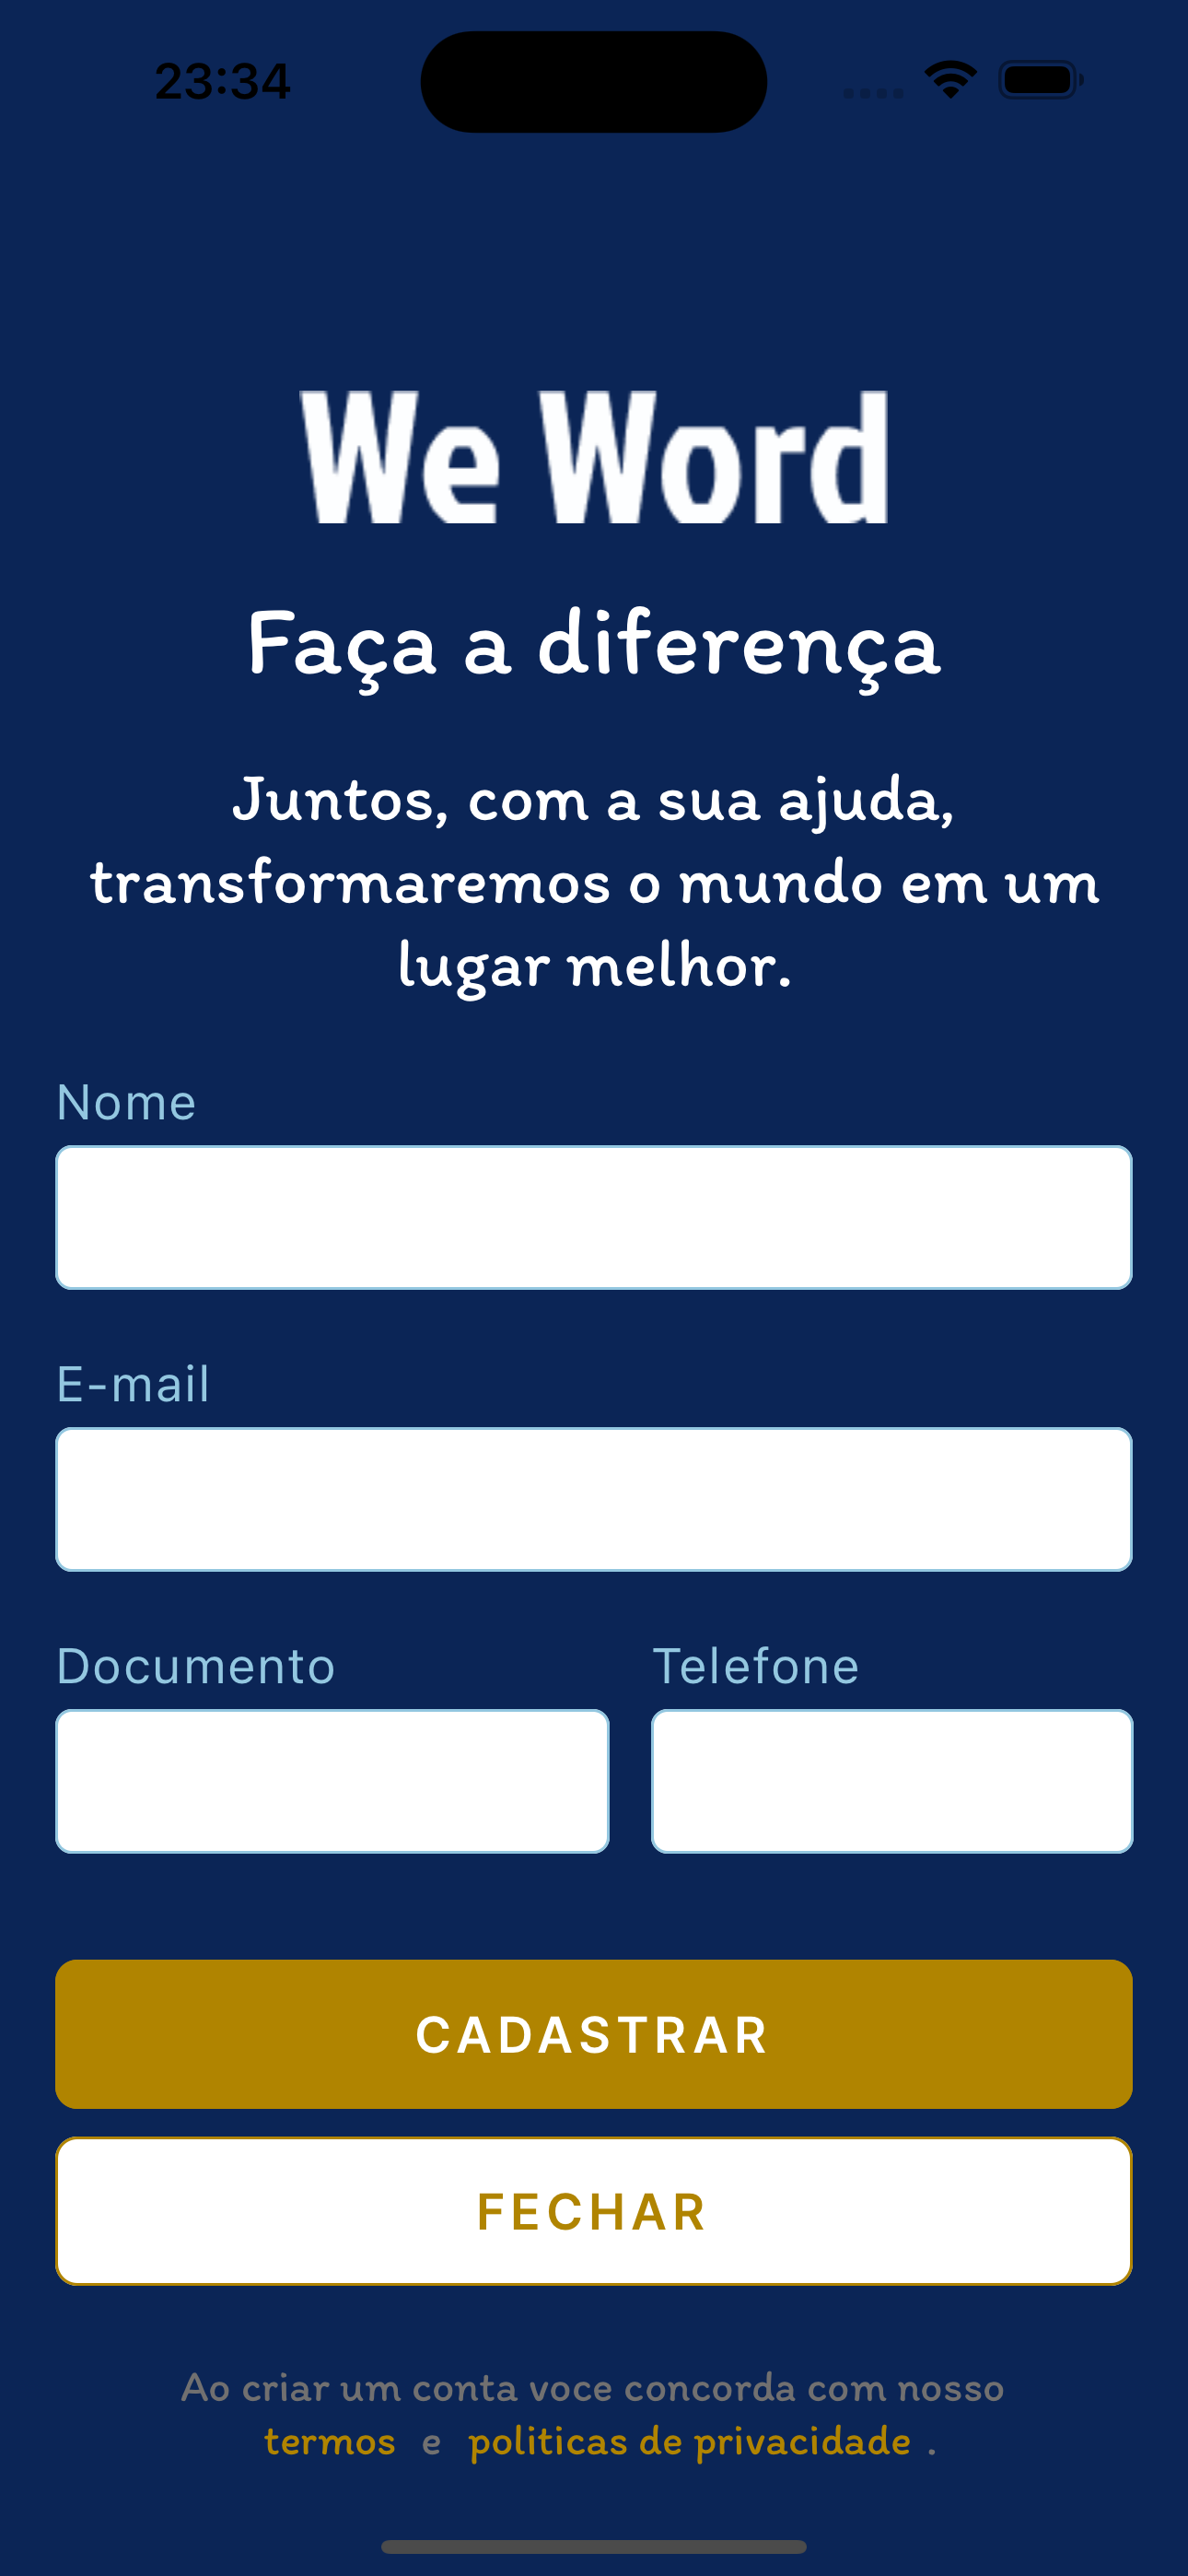 23:34
We Word
Faça a diferença
Juntos, com a sua ajuda,
transformaremos o mundo em um
lugar melhor.
Nome
E-mail
Documento Telefone
CADASTRAR
FECHAR
Ao criar um conta voce concorda com nosso
termos e politicas de privacidade .